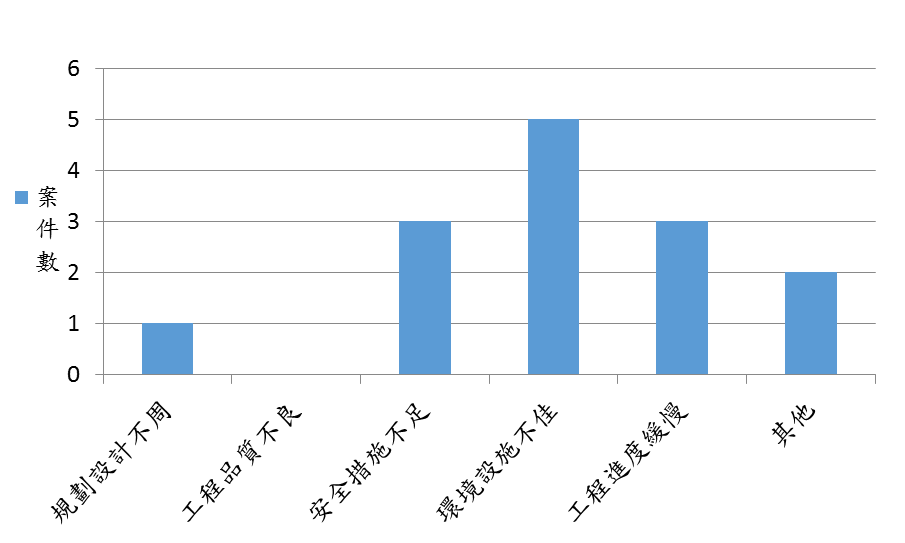 6
5
4
3
2
1
0
案件數
規劃設計不周
工程品質不良
安全措施不足
環境設施不佳
工程進度緩慢
其他